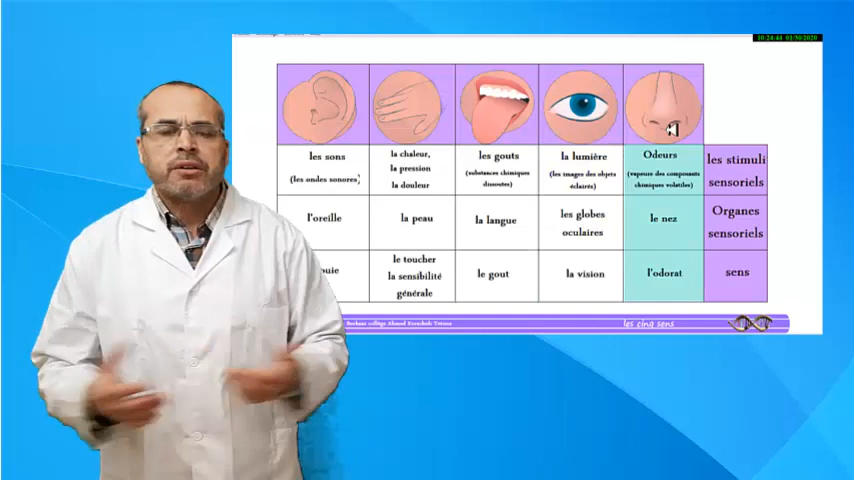 10:24:44 01/30/2020
les sons
(les ondes sonores)
la chaleur,
la pression
la douleur
les gouts
(substances chimiques
dissoutes)
la lumière
(les images des objets
éclairés)
Odeurs
(vapeurs des composants
chimiques volatiles)
les stimuli
sensoriels
l'oreille
la peau
la langue
les globes
oculaires
le nez
Organes
sensoriels
ouie
le toucher
la sensibilité
générale
le gout
la vision
l'odorat
sens
collège Ahmed
les cinq sens